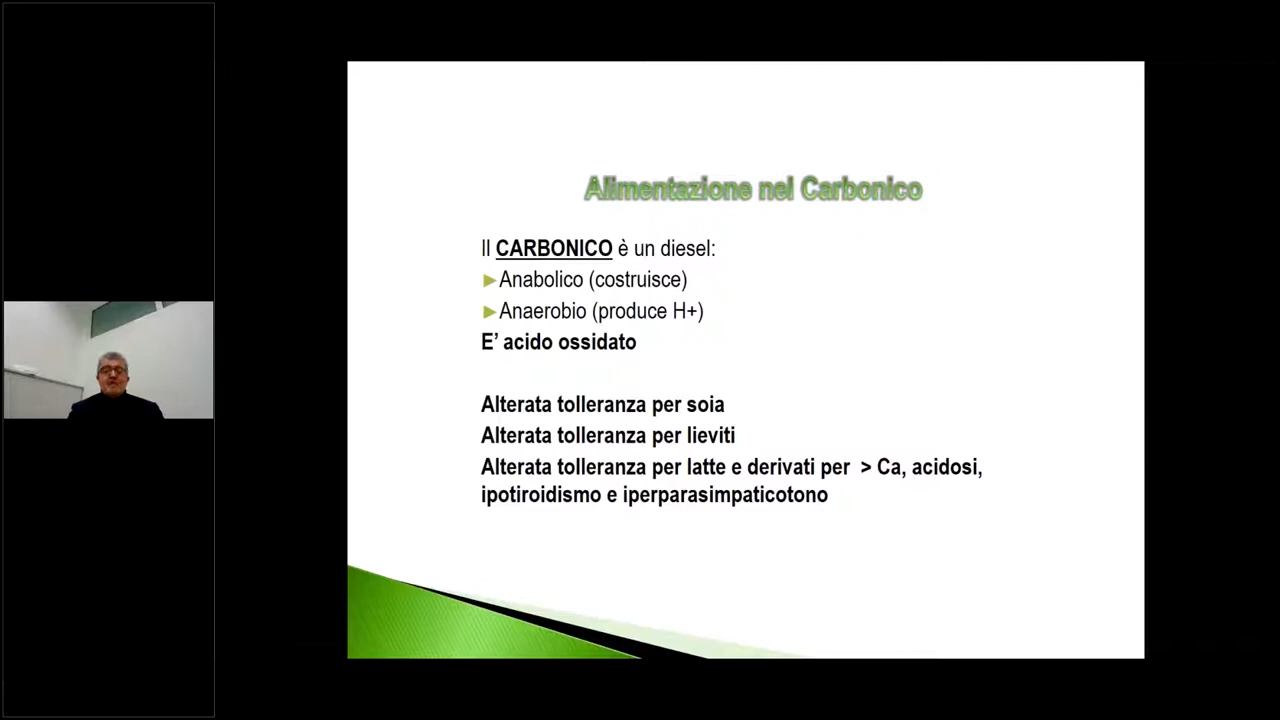 Alimentazione nel Carbonico
Il CARBONICO è un diesel:
►Anabolico (costruisce)
►Anaerobio (produce H+)
E’ acido ossidato
Alterata tolleranza per soia
Alterata tolleranza per lieviti
Alterata tolleranza per latte e derivati per > Ca, acidosi,
ipotiroidismo e iperparasimpaticotono